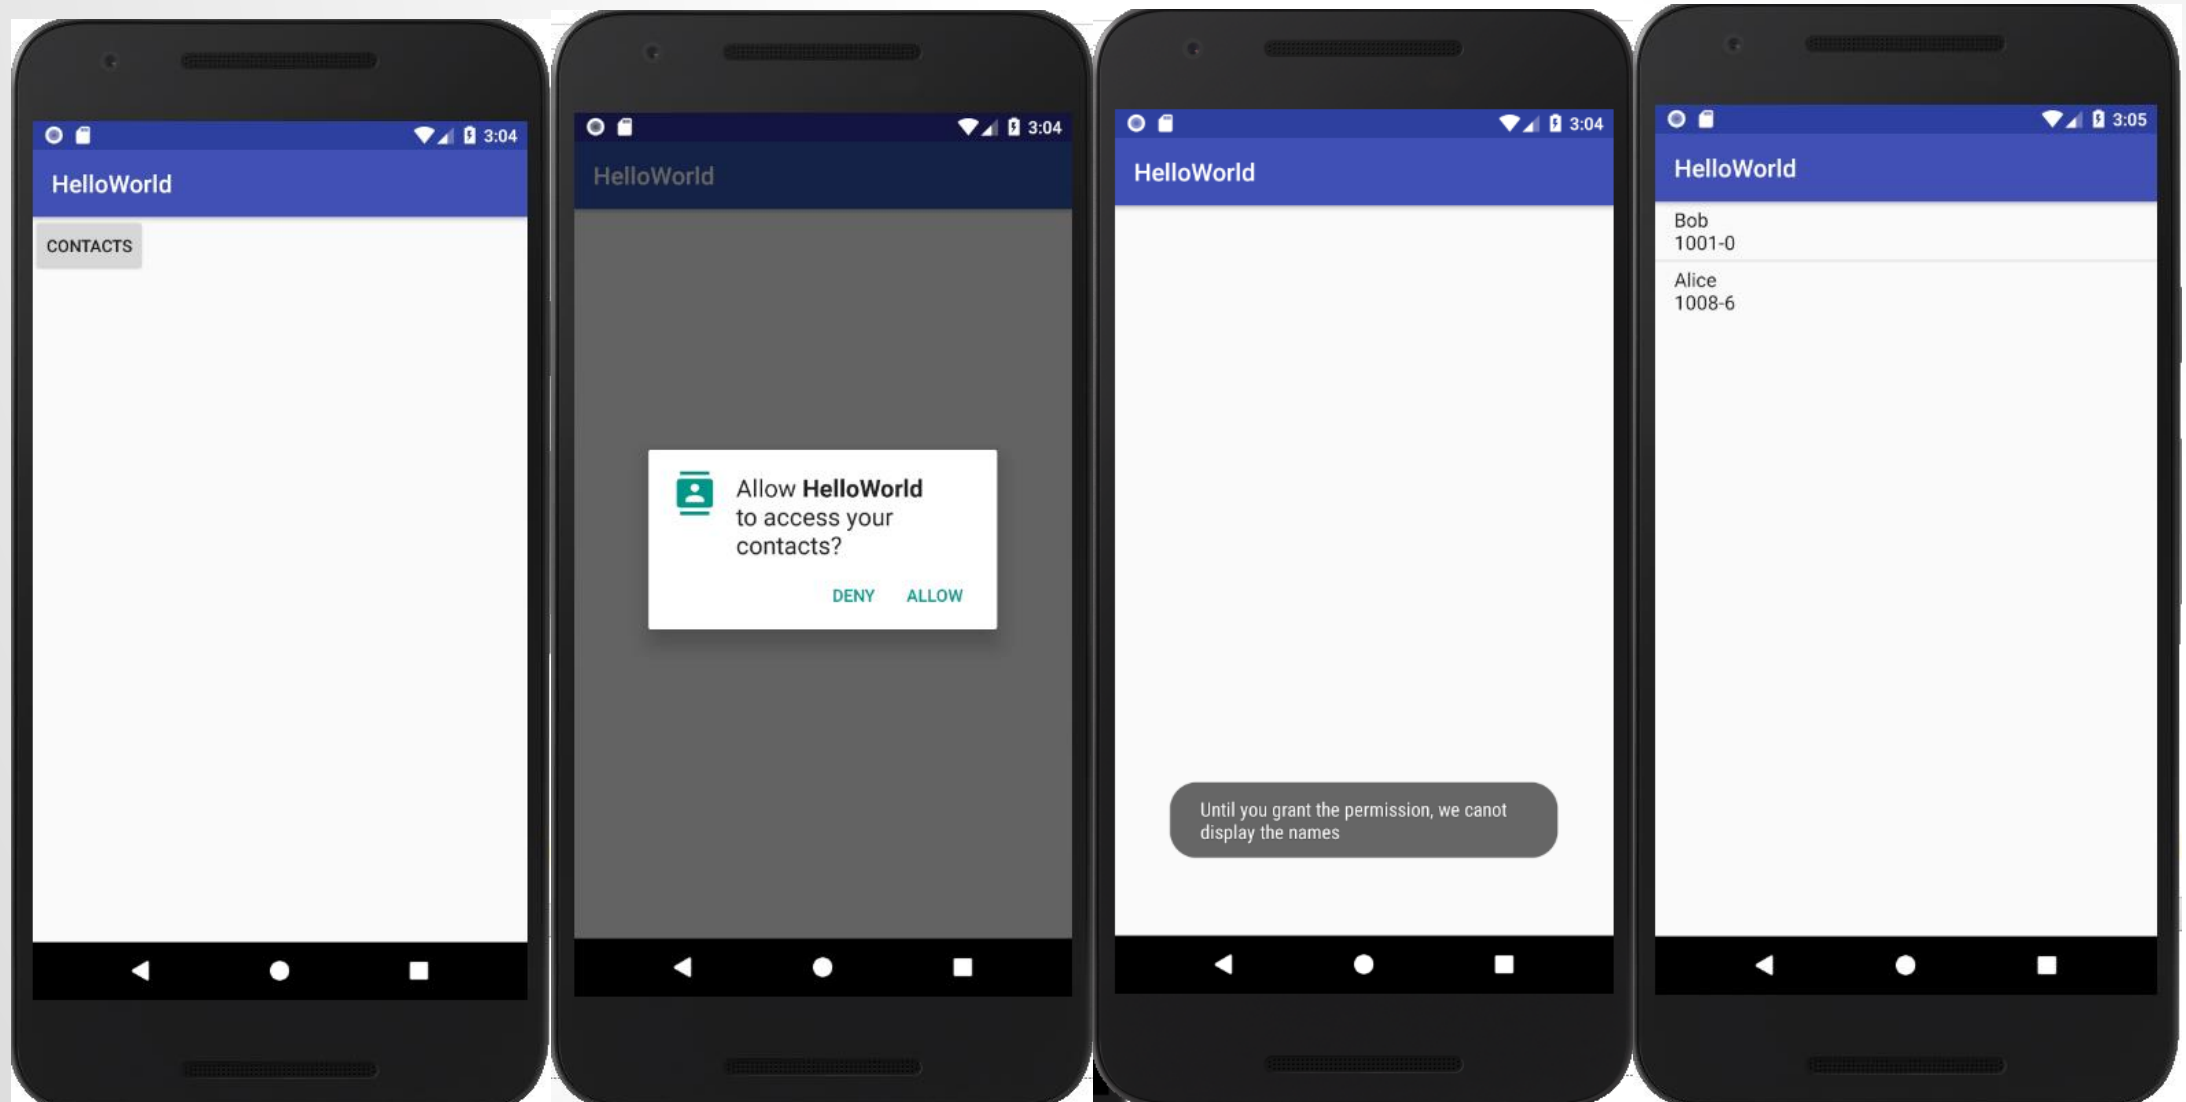 3:04
HelloWorld
CONTACTS
3:04
HelloWorld
Allow HelloWorld
to access your
contacts?
DENY ALLOW
3:04
HelloWorld
Until you grant the permission, we canot
display the names
3:05
HelloWorld
Bob
1001-0
Alice
1008-6